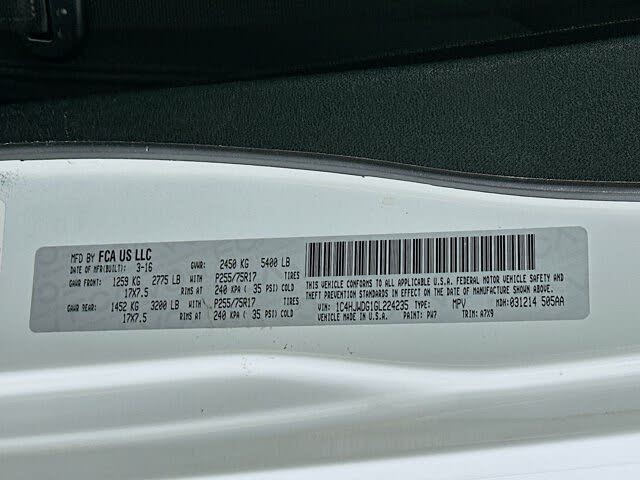 MFD BY FCA US LLC
DATE OF MFR(BUILT): 3-16 GVWR: 2450 KG 5400 LB
GAWR FRONT: 1259 KG 2775 LB WITH P255/75R17 TIRES
17X7.5 RIMS AT 240 KPA ( 35 PSI) COLD
GAWR REAR: 1452 KG 3200 LB WITH P255/75R17 TIRES
17X7.5 RIMS AT 240 KPA ( 35 PSI) COLD
THIS VEHICLE CONFORMS TO ALL APPLICABLE U.S.A. FEDERAL MOTOR VEHICLE SAFETY AND
THEFT PREVENTION STANDARDS IN EFFECT ON THE DATE OF MANUFACTURE SHOWN ABOVE.
VIN: 1C4HJWDG1GL224235 TYPE: MPV MDH: 031214 505AA
VEHICLE MADE IN U.S.A. PAINT: PW7 TRIM: A7X9